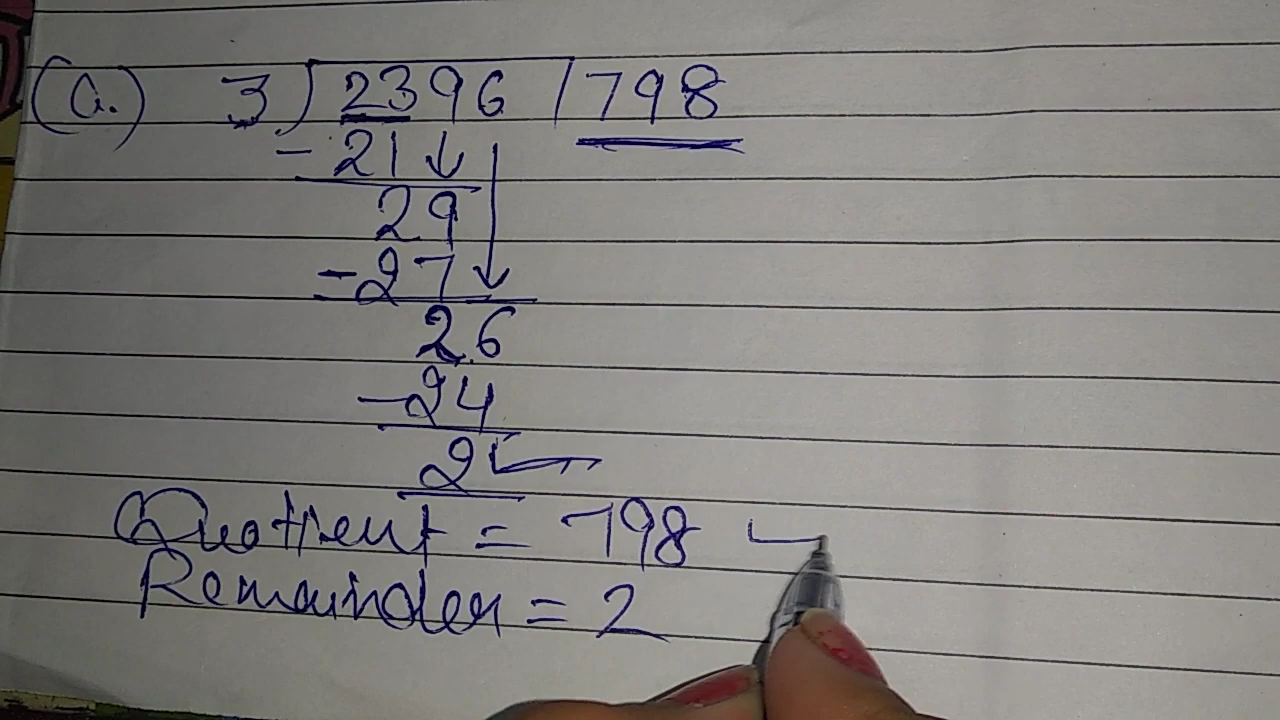 (a.) 3) 2396 /798
- 21 ↓
29
- 27 ↓
26
- 24
2
Quotient = 798
Remainder = 2